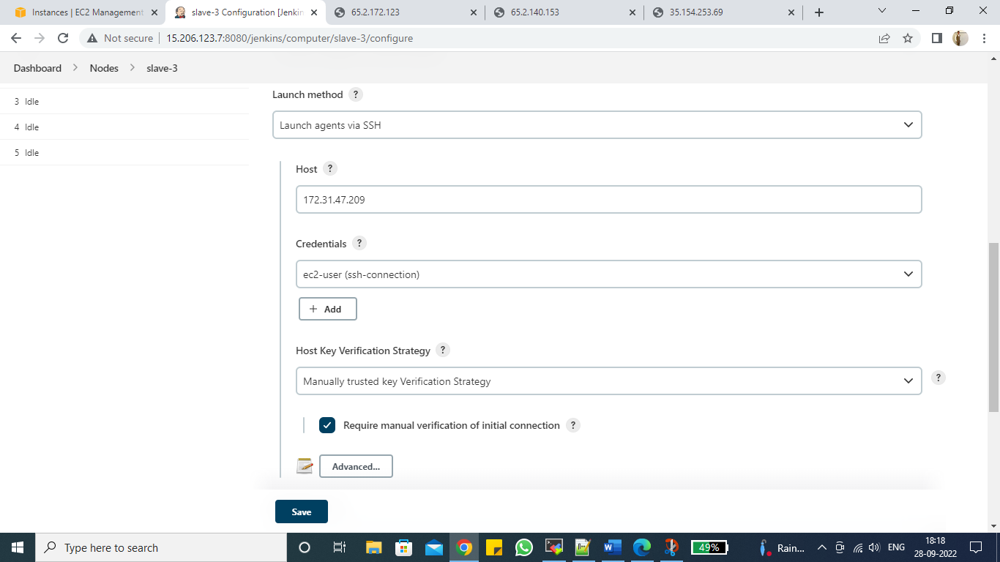 Instances | EC2 Management
slave-3 Configuration [Jenkin
65.2.172.123
65.2.140.153
35.154.253.69
Not secure
15.206.123.7:8080/jenkins/computer/slave-3/configure
Dashboard > Nodes > slave-3
3 Idle
4 Idle
5 Idle
Launch method ?
Launch agents via SSH
Host ?
172.31.47.209
Credentials ?
ec2-user (ssh-connection)
+ Add
Host Key Verification Strategy ?
Manually trusted key Verification Strategy
?
Require manual verification of initial connection ?
Advanced...
Save
Type here to search
49%
Rain...
ENG
18:18
28-09-2022